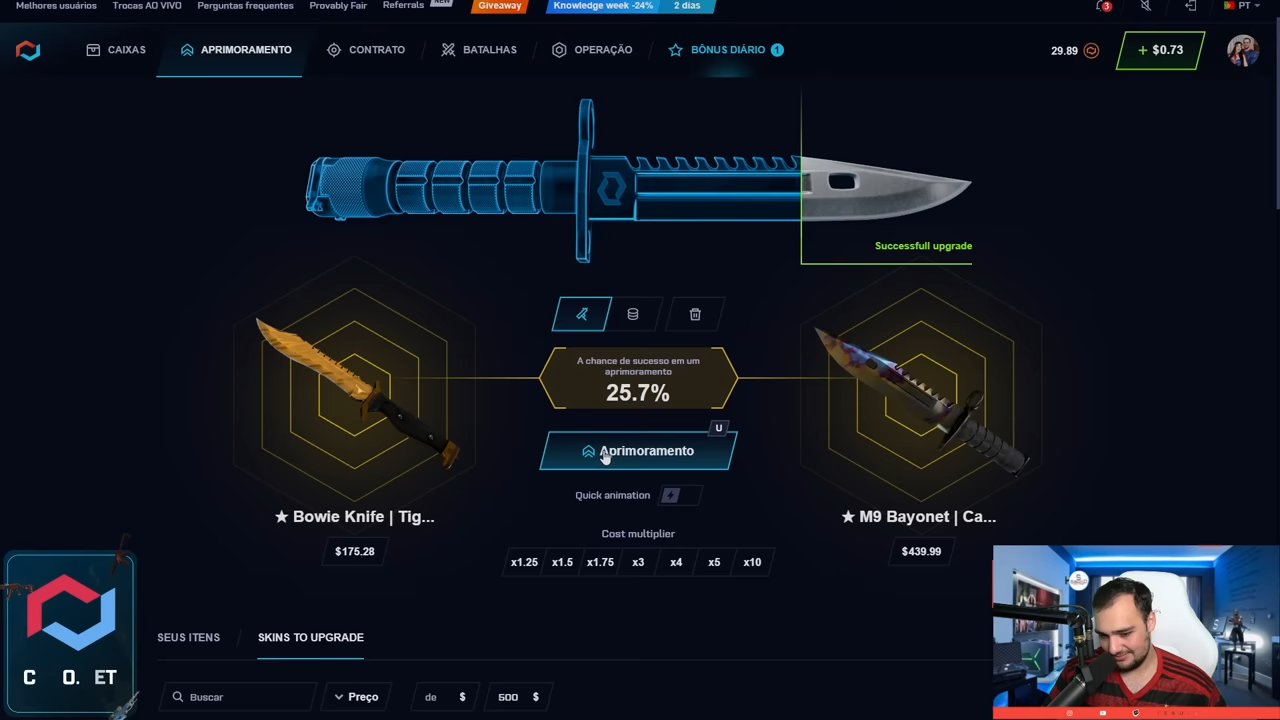 Melhores usuários Trocas AO VIVO Perguntas frequentes Provably Fair Referrals NEW Giveaway Knowledge week -24% 2 dias 3 PT
CAIXAS APRIMORAMENTO CONTRATO BATALHAS OPERAÇÃO BÔNUS DIÁRIO 1 29.89 + $0.73
Successfull upgrade
A chance de sucesso em um
aprimoramento
25.7%
U
Aprimoramento
Quick animation
★ Bowie Knife | Tig...
$175.28
★ M9 Bayonet | Ca...
$439.99
Cost multiplier
x1.25 x1.5 x1.75 x3 x4 x5 x10
SEUS ITENS SKINS TO UPGRADE
C O. ET
Buscar Preço de $ 500 $